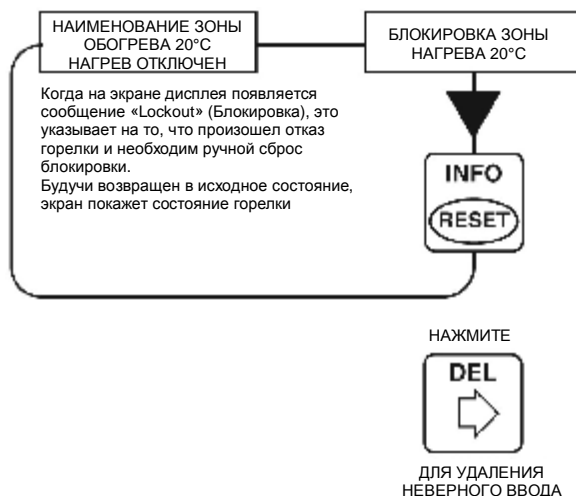 НАИМЕНОВАНИЕ ЗОНЫ
ОБОГРЕВА 20°C
НАГРЕВ ОТКЛЮЧЕН
БЛОКИРОВКА ЗОНЫ
НАГРЕВА 20°C
Когда на экране дисплея появляется
сообщение «Lockout» (Блокировка), это
указывает на то, что произошел отказ
горелки и необходим ручной сброс
блокировки.
Будучи возвращен в исходное состояние,
экран покажет состояние горелки
INFO
RESET
НАЖМИТЕ
DEL
ДЛЯ УДАЛЕНИЯ
НЕВЕРНОГО ВВОДА